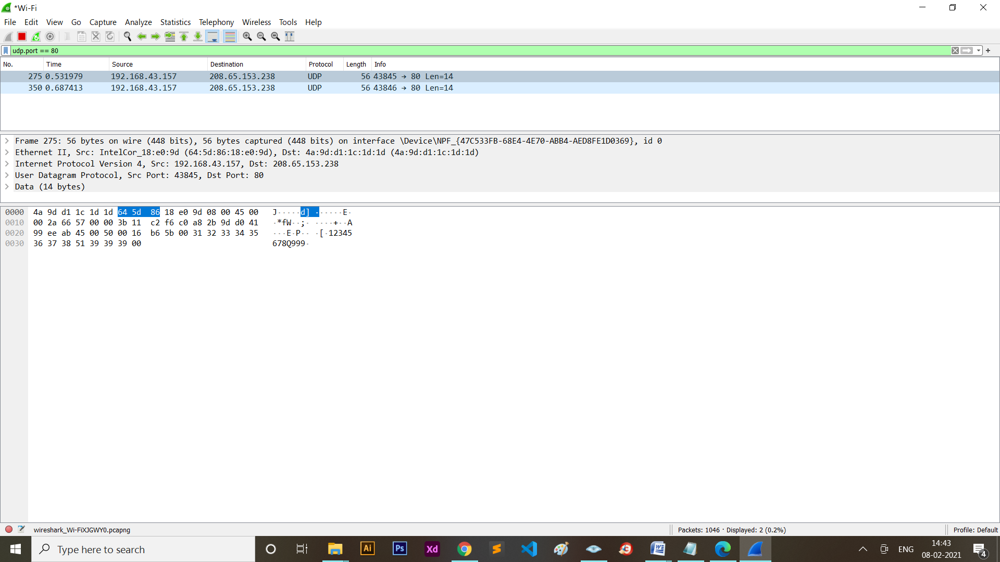 *Wi-Fi
File Edit View Go Capture Analyze Statistics Telephony Wireless Tools Help
udp.port == 80
No. Time Source Destination Protocol Length Info
275 0.531979 192.168.43.157 208.65.153.238 UDP 56 43845 → 80 Len=14
350 0.687413 192.168.43.157 208.65.153.238 UDP 56 43846 → 80 Len=14
Frame 275: 56 bytes on wire (448 bits), 56 bytes captured (448 bits) on interface \Device\NPF_{47C533FB-68E4-4E70-ABB4-AED8FE1D0369}, id 0
Ethernet II, Src: IntelCor_18:e0:9d (64:5d:86:18:e0:9d), Dst: 4a:9d:d1:1c:1d:1d (4a:9d:d1:1c:1d:1d)
Internet Protocol Version 4, Src: 192.168.43.157, Dst: 208.65.153.238
User Datagram Protocol, Src Port: 43845, Dst Port: 80
Data (14 bytes)
0000 4a 9d d1 1c 1d 1d 64 5d 86 18 e0 9d 08 00 45 00 J·····d] ······E·
0010 00 2a 66 57 00 00 3b 11 c2 f6 c0 a8 2b 9d d0 41 ·*fW··;· ····+··A
0020 99 ee ab 45 00 50 00 16 b6 5b 00 31 32 33 34 35 ···E·P·· ·[·12345
0030 36 37 38 51 39 39 39 00 678Q999·
wireshark_Wi-FiXJGWY0.pcapng Packets: 1046 · Displayed: 2 (0.2%) Profile: Default
Type here to search Ai Ps Xd ENG 14:43
08-02-2021 4